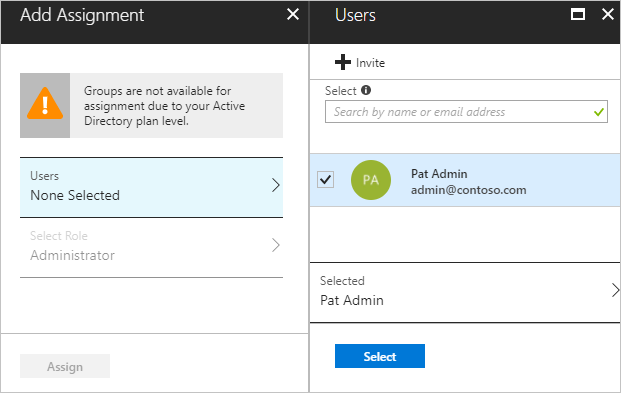 Add Assignment
Groups are not available for
assignment due to your Active
Directory plan level.
Users
None Selected
Select Role
Administrator
Assign
Users
Invite
Select
Search by name or email address
PA
Pat Admin
admin@contoso.com
Selected
Pat Admin
Select